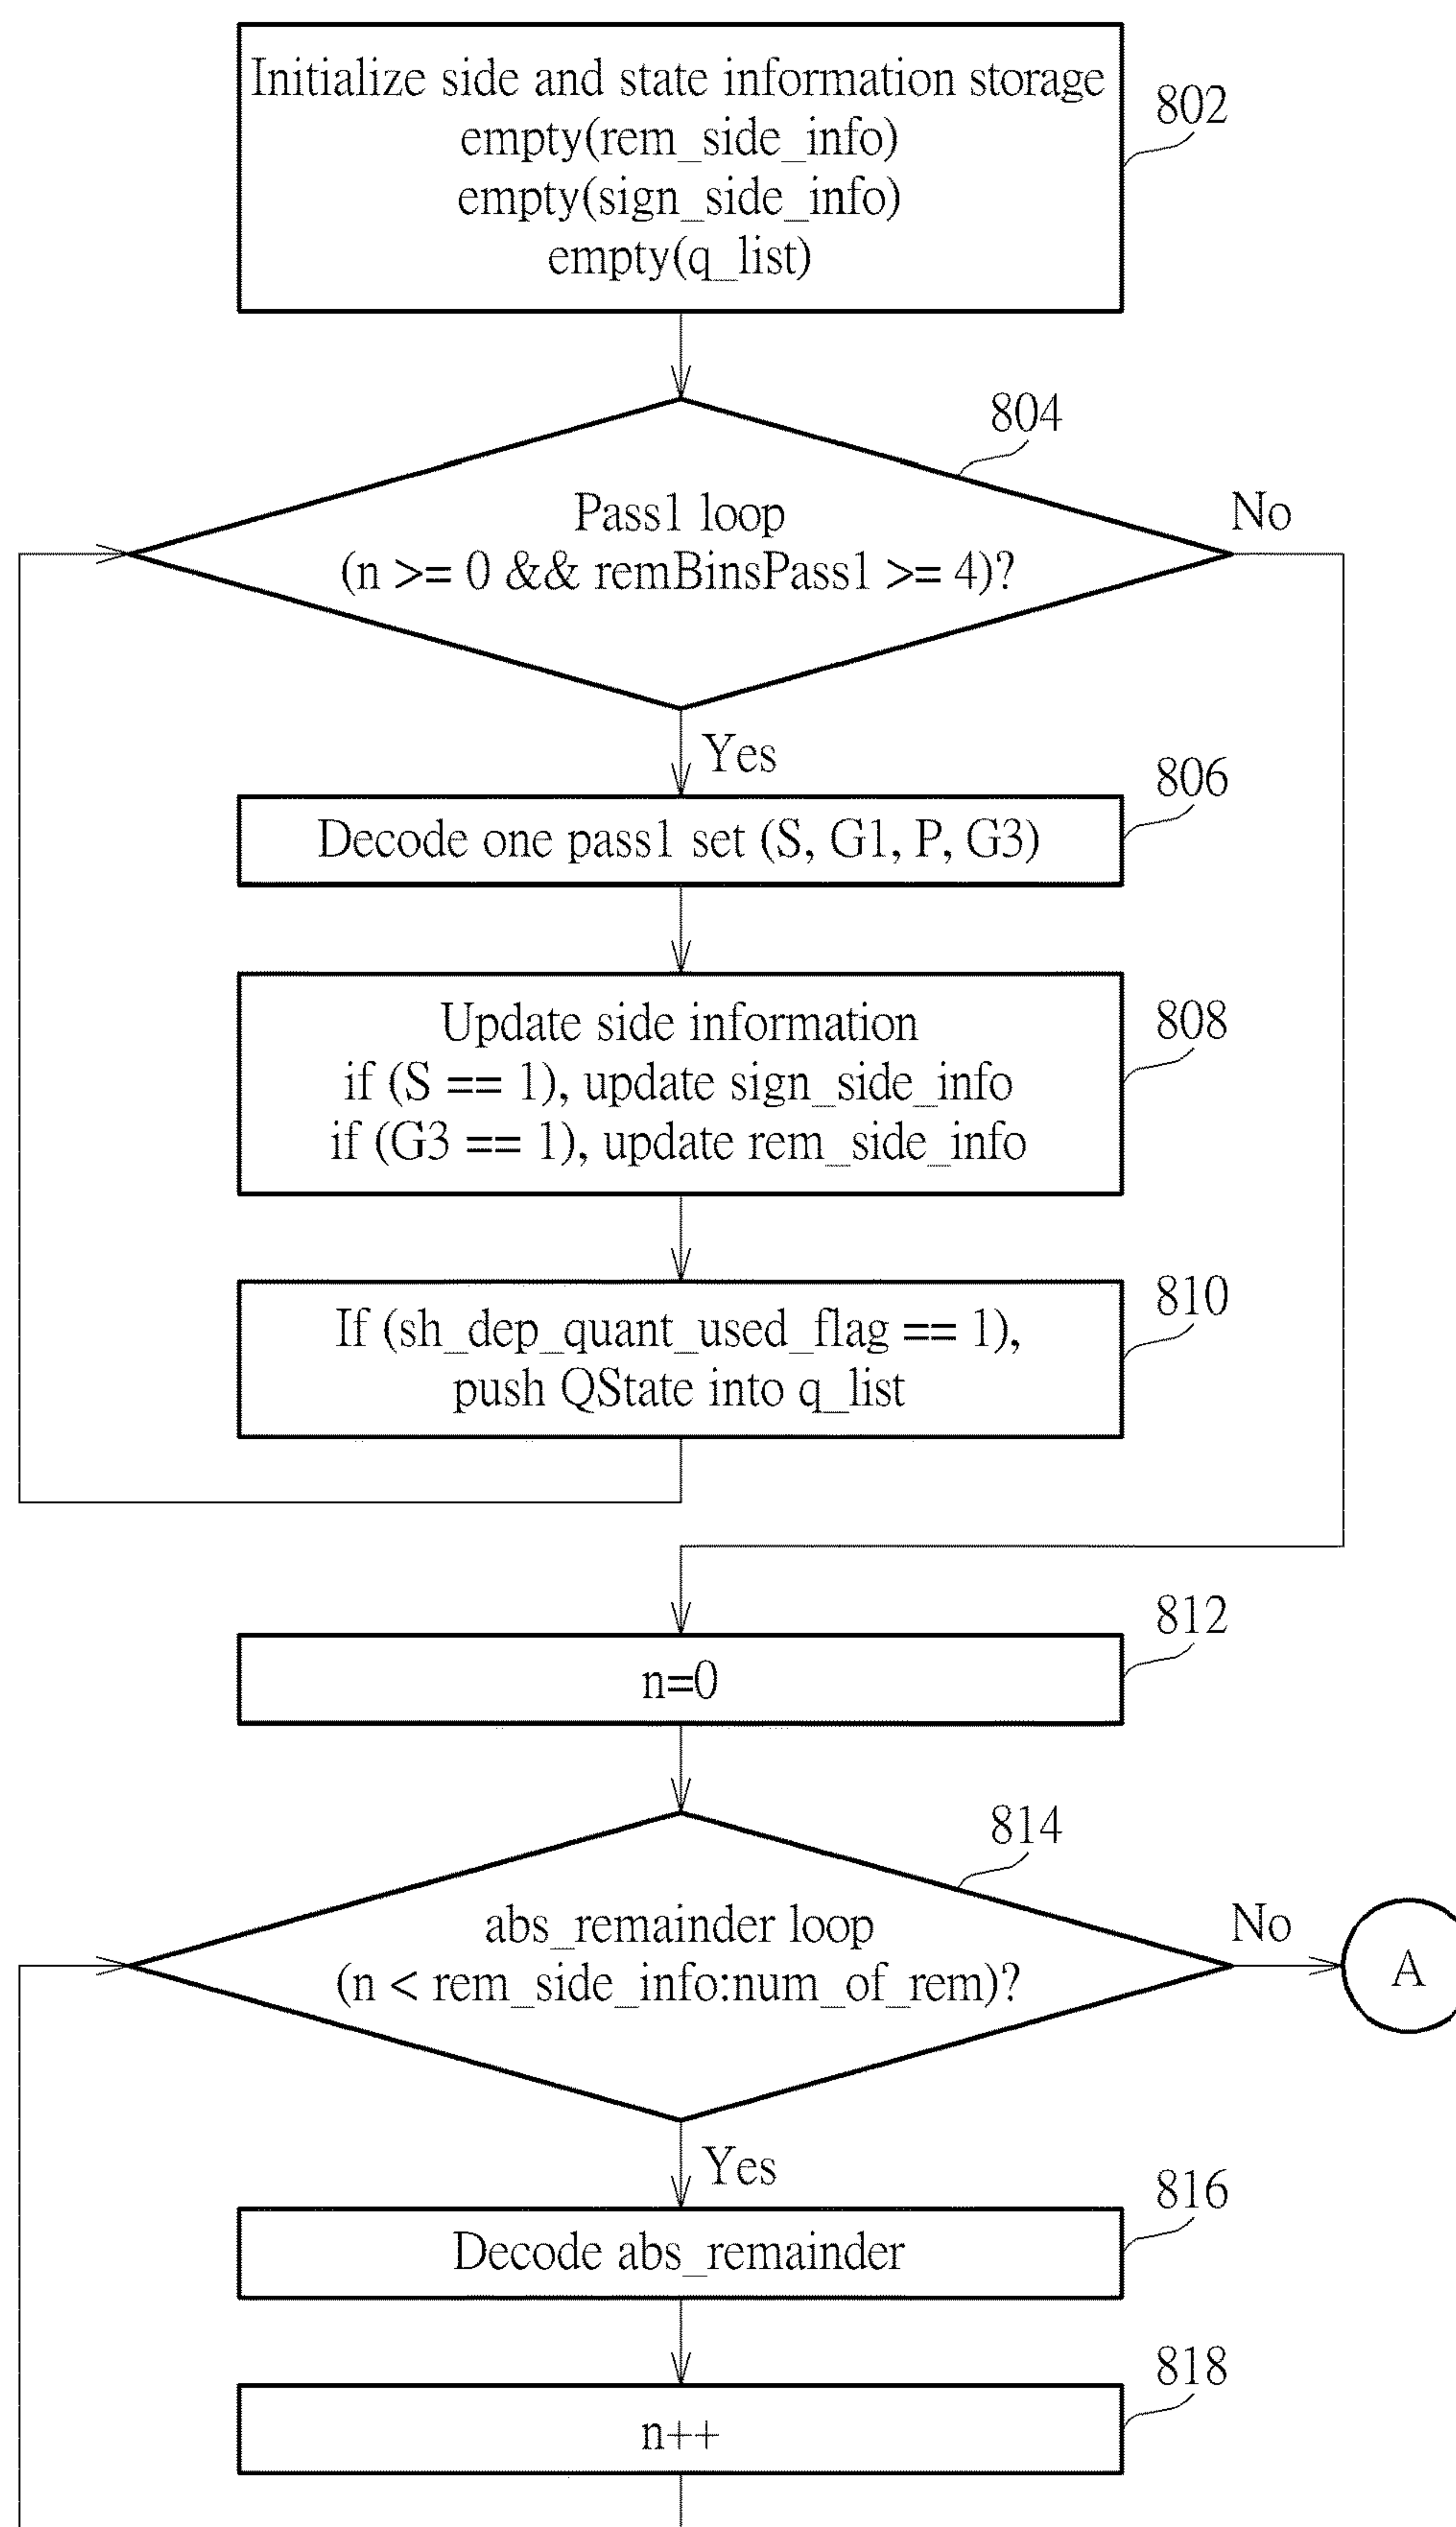 Initialize side and state information storage
empty(rem_side_info)
empty(sign_side_info)
empty(q_list)
802
804
Pass1 loop
(n >= 0 && remBinsPass1 >= 4)?
No
Yes
806
Decode one pass1 set (S, G1, P, G3)
808
Update side information
if (S == 1), update sign_side_info
if (G3 == 1), update rem_side_info
810
If (sh_dep_quant_used_flag == 1),
push QState into q_list
812
n=0
814
abs_remainder loop
(n < rem_side_info:num_of_rem)?
No
A
Yes
816
Decode abs_remainder
818
n++